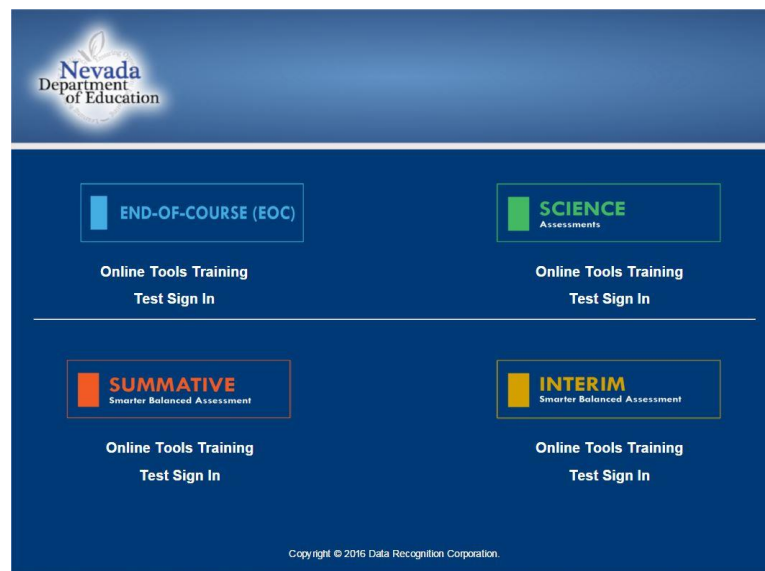 Nevada
Department
of Education
END-OF-COURSE (EOC)
SCIENCE
Assessments
Online Tools Training
Test Sign In
Online Tools Training
Test Sign In
SUMMATIVE
Smarter Balanced Assessment
INTERIM
Smarter Balanced Assessment
Online Tools Training
Test Sign In
Online Tools Training
Test Sign In
Copyright © 2016 Data Recognition Corporation.